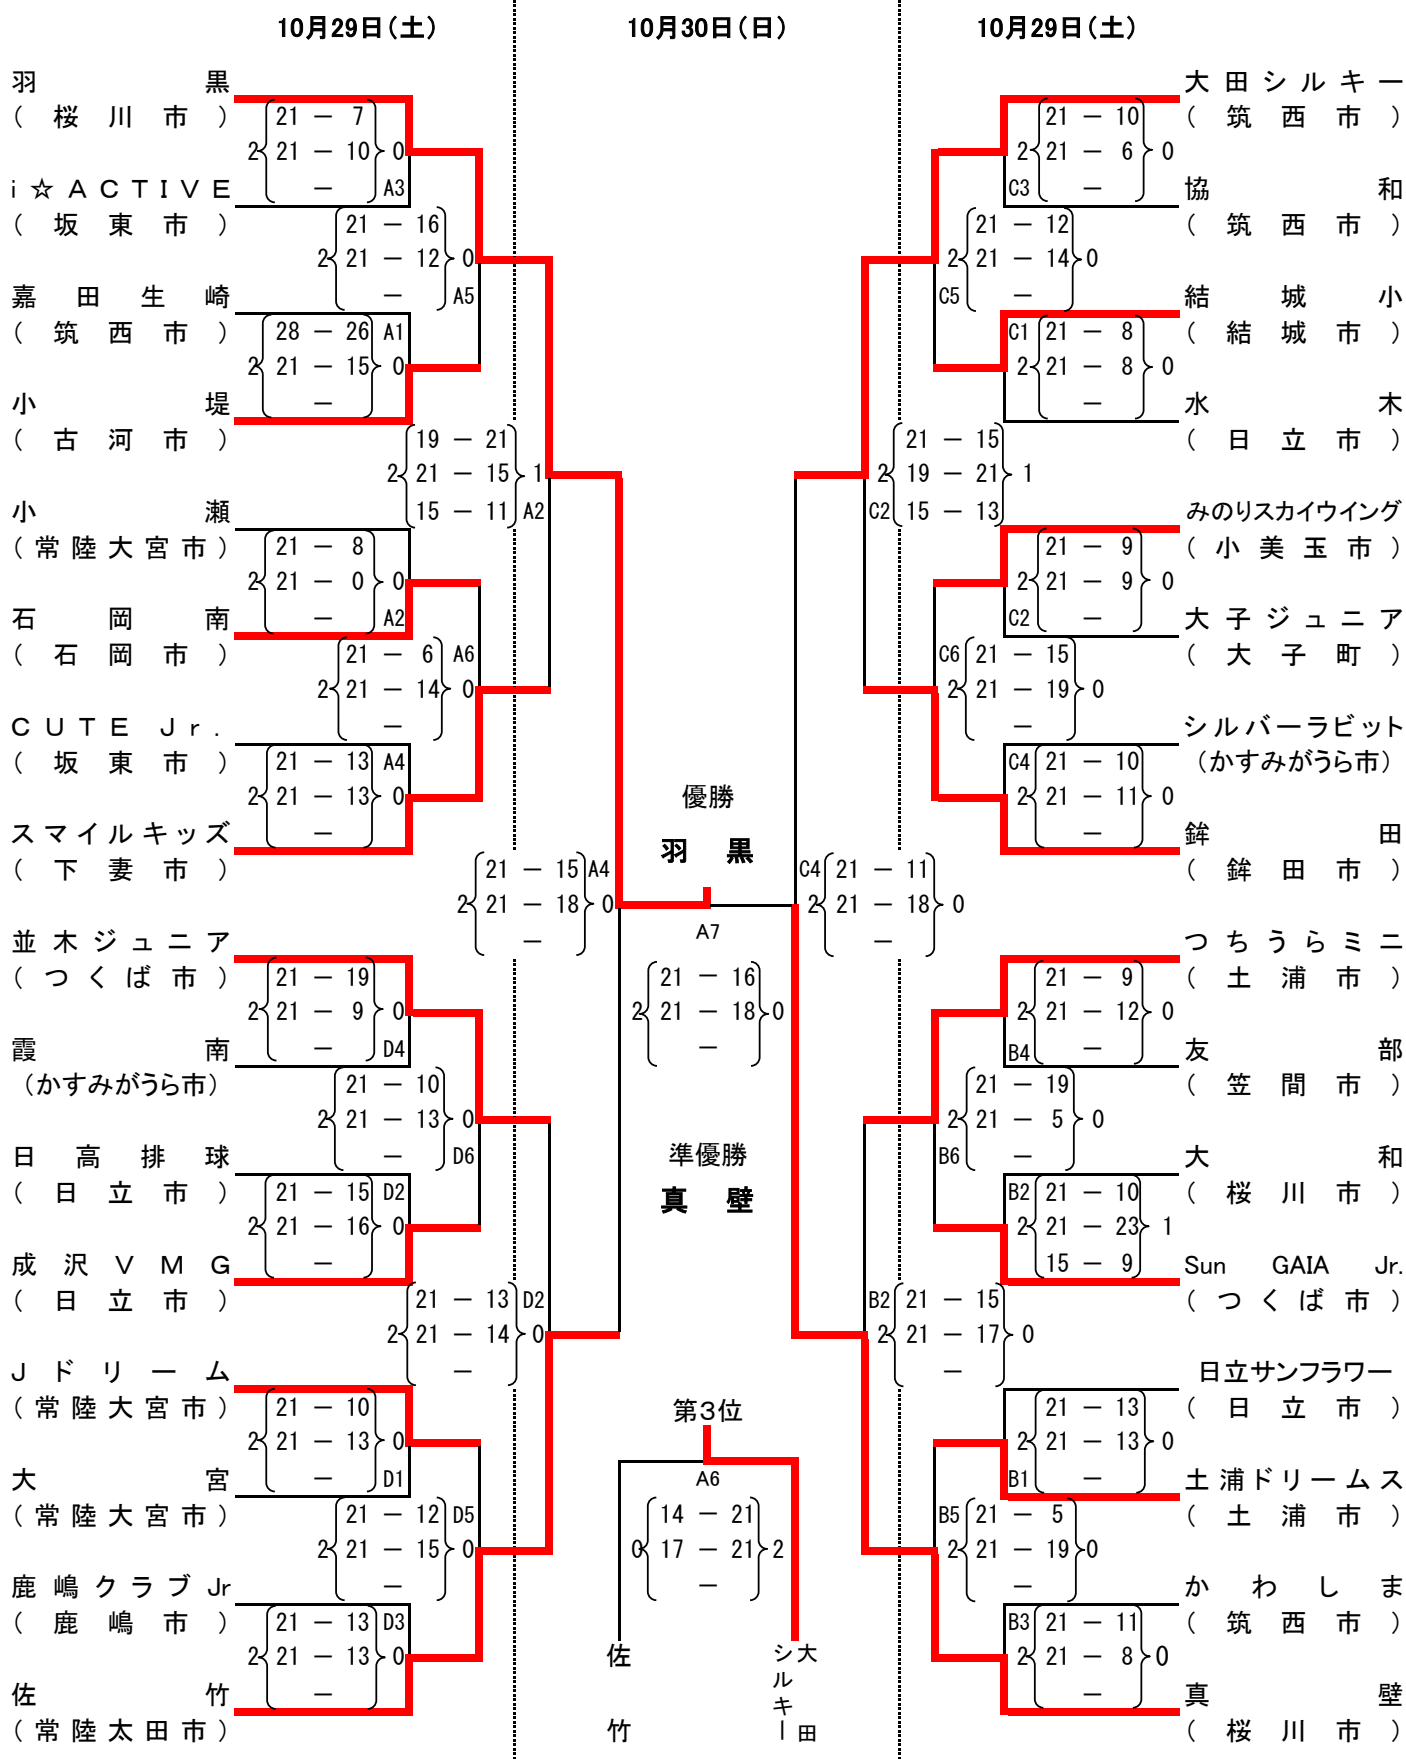 10月29日(土)
10月30日(日)
10月29日(土)
羽黒
(桜川市)
21 － 7
2 21 － 10 0
－ A3
i☆ACTIVE
(坂東市)
21 － 16
2 21 － 12 0
－ A5
嘉田生崎
(筑西市)
28 － 26 A1
2 21 － 15 0
－
小堤
(古河市)
19 － 21
2 21 － 15 1
15 － 11 A2
小瀬
(常陸大宮市)
21 － 8
2 21 － 0 0
－ A2
石岡南
(石岡市)
21 － 6 A6
2 21 － 14 0
－
CUTE Jr.
(坂東市)
21 － 13 A4
2 21 － 13 0
－
スマイルキッズ
(下妻市)
21 － 15 A4
2 21 － 18 0
－
並木ジュニア
(つくば市)
21 － 19
2 21 － 9 0
－ D4
霞南
(かすみがうら市)
21 － 10
2 21 － 13 0
－ D6
日高排球
(日立市)
21 － 15 D2
2 21 － 16 0
－
成沢VMG
(日立市)
21 － 13 D2
2 21 － 14 0
－
Jドリーム
(常陸大宮市)
21 － 10
2 21 － 13 0
－ D1
大宮
(常陸大宮市)
21 － 12 D5
2 21 － 15 0
－
鹿嶋クラブJr
(鹿嶋市)
21 － 13 D3
2 21 － 13 0
－
佐竹
(常陸太田市)
優勝
羽黒
A7
21 － 16
2 21 － 18 0
－
準優勝
真壁
第3位
A6
14 － 21
0 17 － 21 2
－
佐竹
大田シルキー
大田シルキー
(筑西市)
21 － 10
2 21 － 6 0
C3 －
協和
(筑西市)
21 － 12
2 21 － 14 0
C5 －
結城小
(結城市)
C1 21 － 8
2 21 － 8 0
－
水木
(日立市)
21 － 15
2 19 － 21 1
C2 15 － 13
みのりスカイウイング
(小美玉市)
21 － 9
2 21 － 9 0
C2 －
大子ジュニア
(大子町)
C6 21 － 15
2 21 － 19 0
－
シルバーラビット
(かすみがうら市)
C4 21 － 10
2 21 － 11 0
－
鉾田
(鉾田市)
C4 21 － 11
2 21 － 18 0
－
つちうらミニ
(土浦市)
21 － 9
2 21 － 12 0
B4 －
友部
(笠間市)
21 － 19
2 21 － 5 0
B6 －
大和
(桜川市)
B2 21 － 10
2 21 － 23 1
15 － 9
Sun GAIA Jr.
(つくば市)
B2 21 － 15
2 21 － 17 0
－
日立サンフラワー
(日立市)
21 － 13
2 21 － 13 0
B1 －
土浦ドリームス
(土浦市)
B5 21 － 5
2 21 － 19 0
－
かわしま
(筑西市)
B3 21 － 11
2 21 － 8 0
－
真壁
(桜川市)